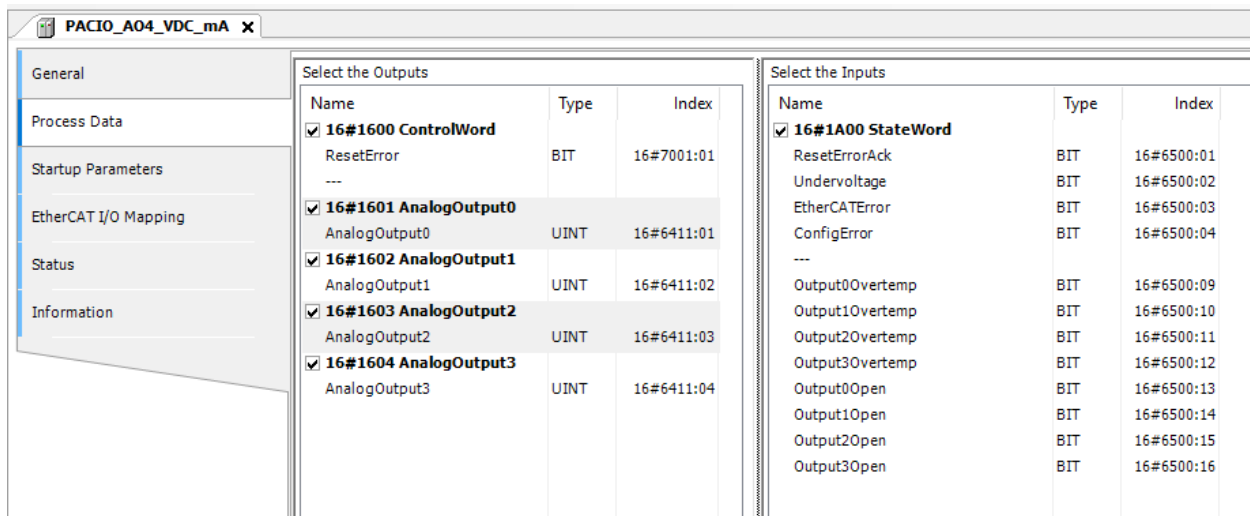 PACIO_AO4_VDC_mA X
General
Process Data
Startup Parameters
EtherCAT I/O Mapping
Status
Information
Select the Outputs
Name Type Index
16#1600 ControlWord
ResetError BIT 16#7001:01
---
16#1601 AnalogOutput0
AnalogOutput0 UINT 16#6411:01
16#1602 AnalogOutput1
AnalogOutput1 UINT 16#6411:02
16#1603 AnalogOutput2
AnalogOutput2 UINT 16#6411:03
16#1604 AnalogOutput3
AnalogOutput3 UINT 16#6411:04
Select the Inputs
Name Type Index
16#1A00 StateWord
ResetErrorAck BIT 16#6500:01
Undervoltage BIT 16#6500:02
EtherCATError BIT 16#6500:03
ConfigError BIT 16#6500:04
---
Output0Overtemp BIT 16#6500:09
Output1Overtemp BIT 16#6500:10
Output2Overtemp BIT 16#6500:11
Output3Overtemp BIT 16#6500:12
Output0Open BIT 16#6500:13
Output1Open BIT 16#6500:14
Output2Open BIT 16#6500:15
Output3Open BIT 16#6500:16